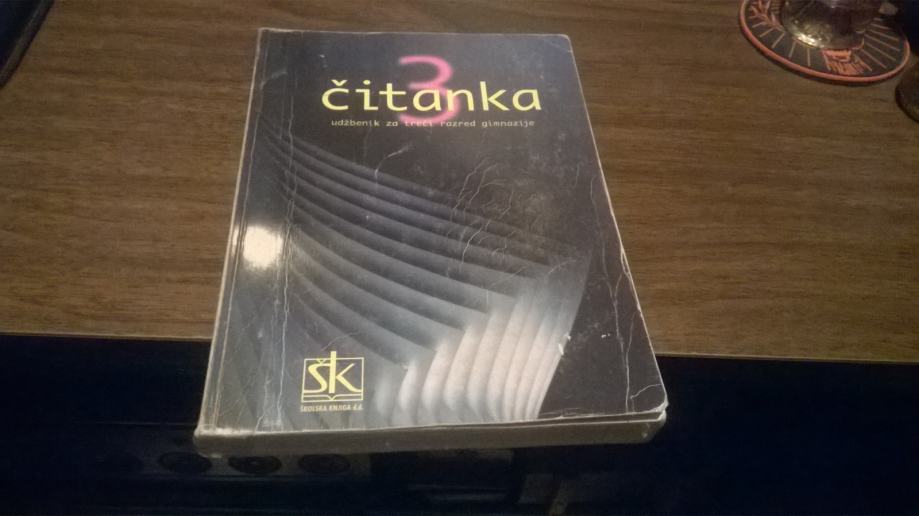 3
čitanka
udžbenik za treći razred gimnazije
šk
ŠKOLSKA KNJIGA d.d.